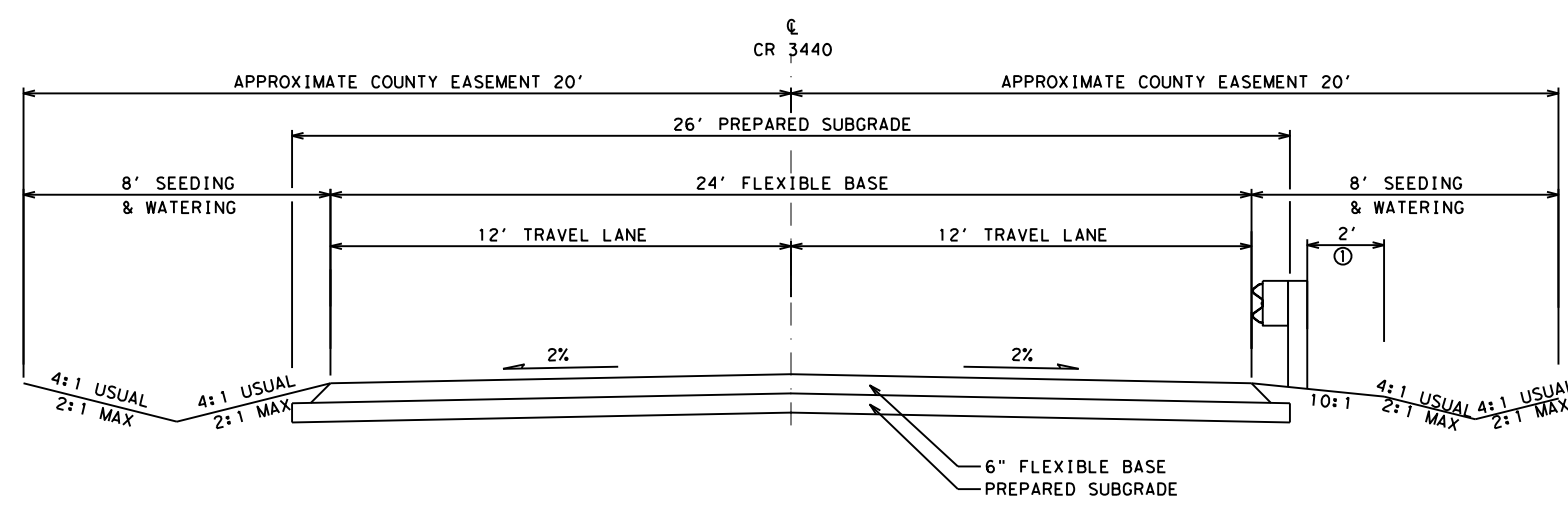 ℄
CR 3440
APPROXIMATE COUNTY EASEMENT 20'
APPROXIMATE COUNTY EASEMENT 20'
26' PREPARED SUBGRADE
8' SEEDING
& WATERING
24' FLEXIBLE BASE
8' SEEDING
& WATERING
12' TRAVEL LANE
12' TRAVEL LANE
2'
①
2%
2%
4:1 USUAL
2:1 MAX
4:1 USUAL
2:1 MAX
10:1
4:1 USUAL
2:1 MAX
4:1 USUAL
2:1 MAX
6" FLEXIBLE BASE
PREPARED SUBGRADE